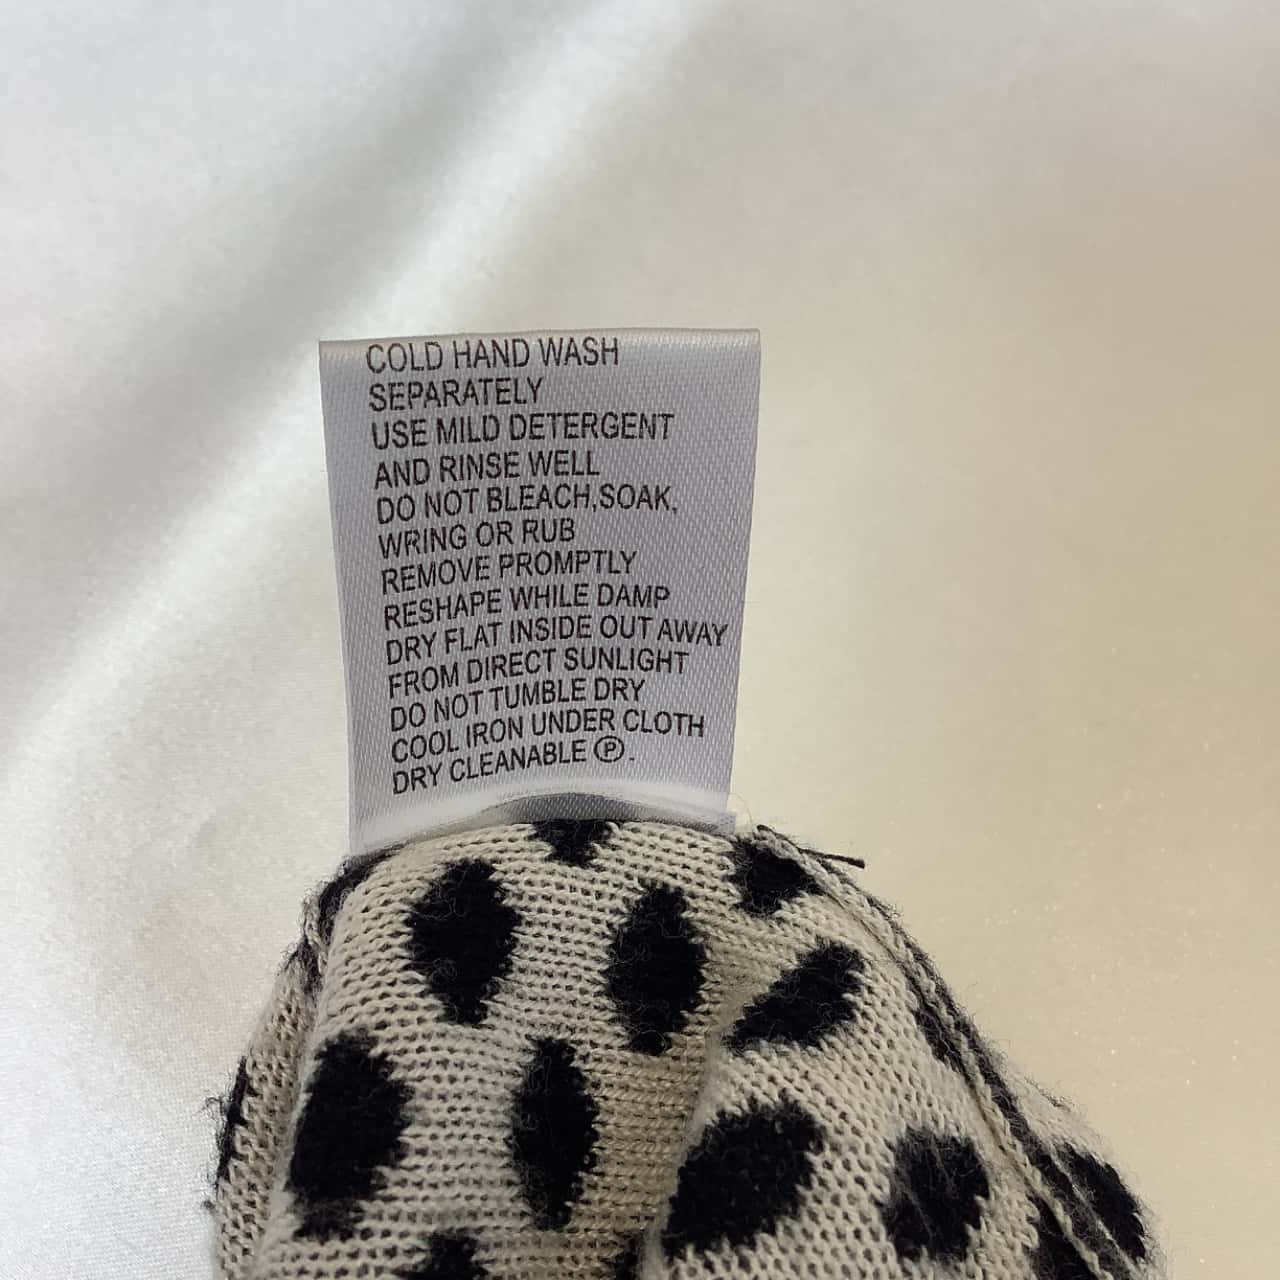 COLD HAND WASH
SEPARATELY
USE MILD DETERGENT
AND RINSE WELL
DO NOT BLEACH,SOAK,
WRING OR RUB
REMOVE PROMPTLY
RESHAPE WHILE DAMP
DRY FLAT INSIDE OUT AWAY
FROM DIRECT SUNLIGHT
DO NOT TUMBLE DRY
COOL IRON UNDER CLOTH
DRY CLEANABLE Ⓟ.